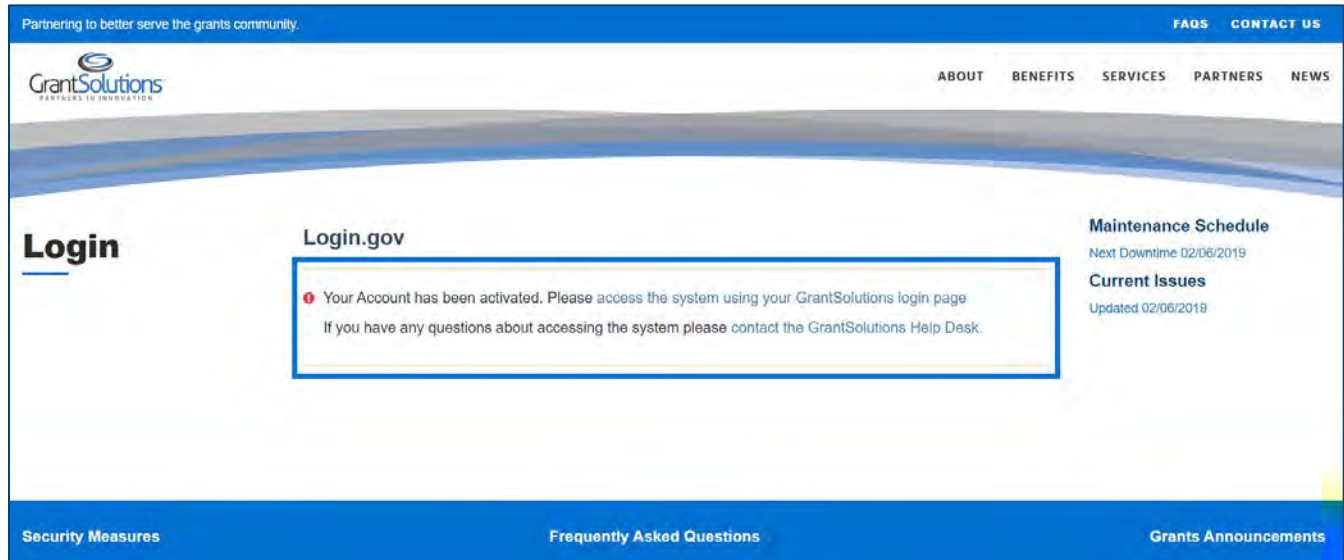 Partnering to better serve the grants community.
FAQS CONTACT US
GrantSolutions
PARTNERS IN INNOVATION
ABOUT BENEFITS SERVICES PARTNERS NEWS
Login
Login.gov
Your Account has been activated. Please access the system using your GrantSolutions login page
If you have any questions about accessing the system please contact the GrantSolutions Help Desk.
Maintenance Schedule
Next Downtime 02/06/2019
Current Issues
Updated 02/06/2019
Security Measures
Frequently Asked Questions
Grants Announcements